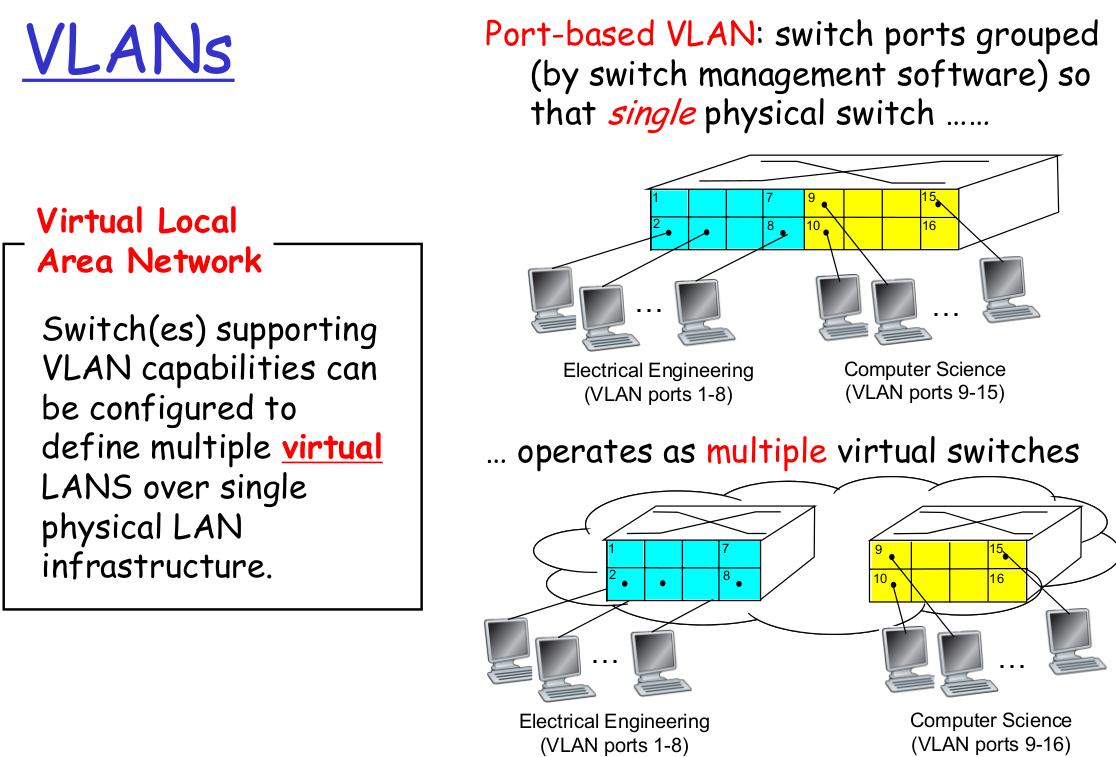 VLANs
Virtual Local
Area Network
Switch(es) supporting
VLAN capabilities can
be configured to
define multiple virtual
LANS over single
physical LAN
infrastructure.
Port-based VLAN: switch ports grouped
(by switch management software) so
that single physical switch ......
1 7 9 15
2 8 10 16
...
...
Electrical Engineering
(VLAN ports 1-8)
Computer Science
(VLAN ports 9-15)
... operates as multiple virtual switches
1 7
2 8
9 15
10 16
...
...
Electrical Engineering
(VLAN ports 1-8)
Computer Science
(VLAN ports 9-16)